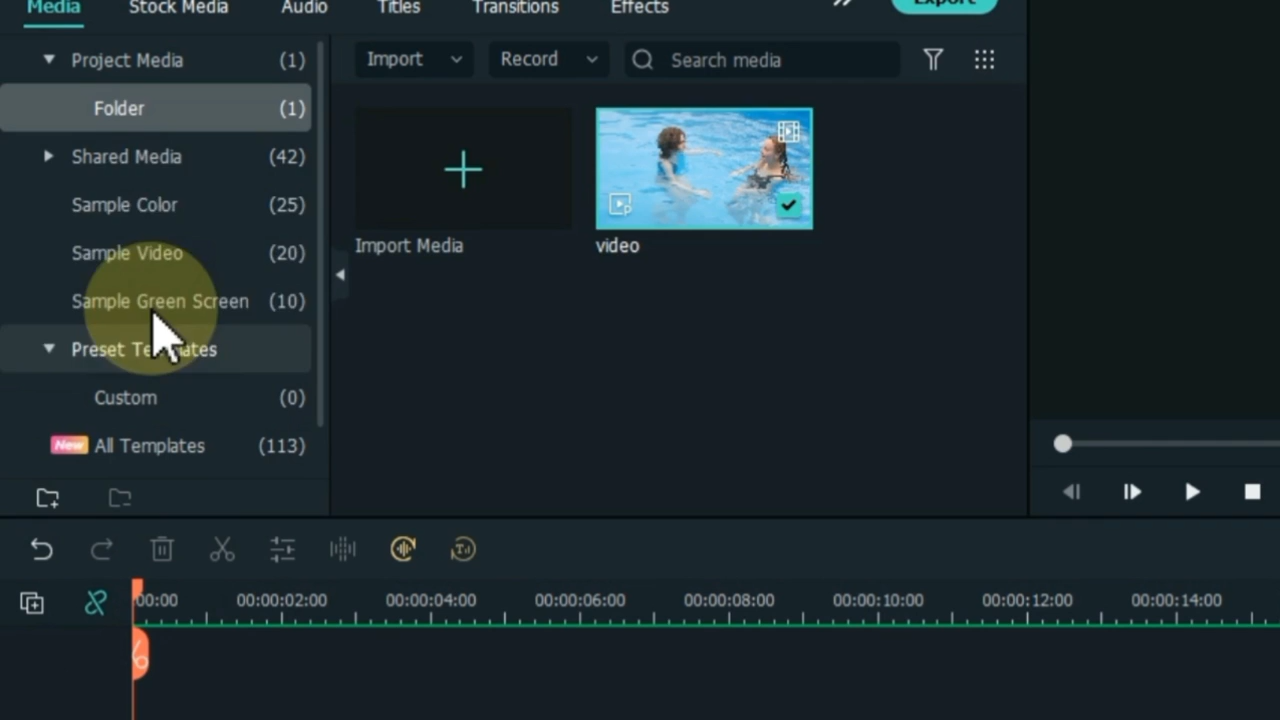 Media Stock Media Audio Titles Transitions Effects Export
Project Media (1) Import Record Search media
Folder (1)
Shared Media (42)
Sample Color (25)
Import Media video
Sample Video (20)
Sample Green Screen (10)
Preset Templates
Custom (0)
New All Templates (113)
00:00 00:00:02:00 00:00:04:00 00:00:06:00 00:00:08:00 00:00:10:00 00:00:12:00 00:00:14:00